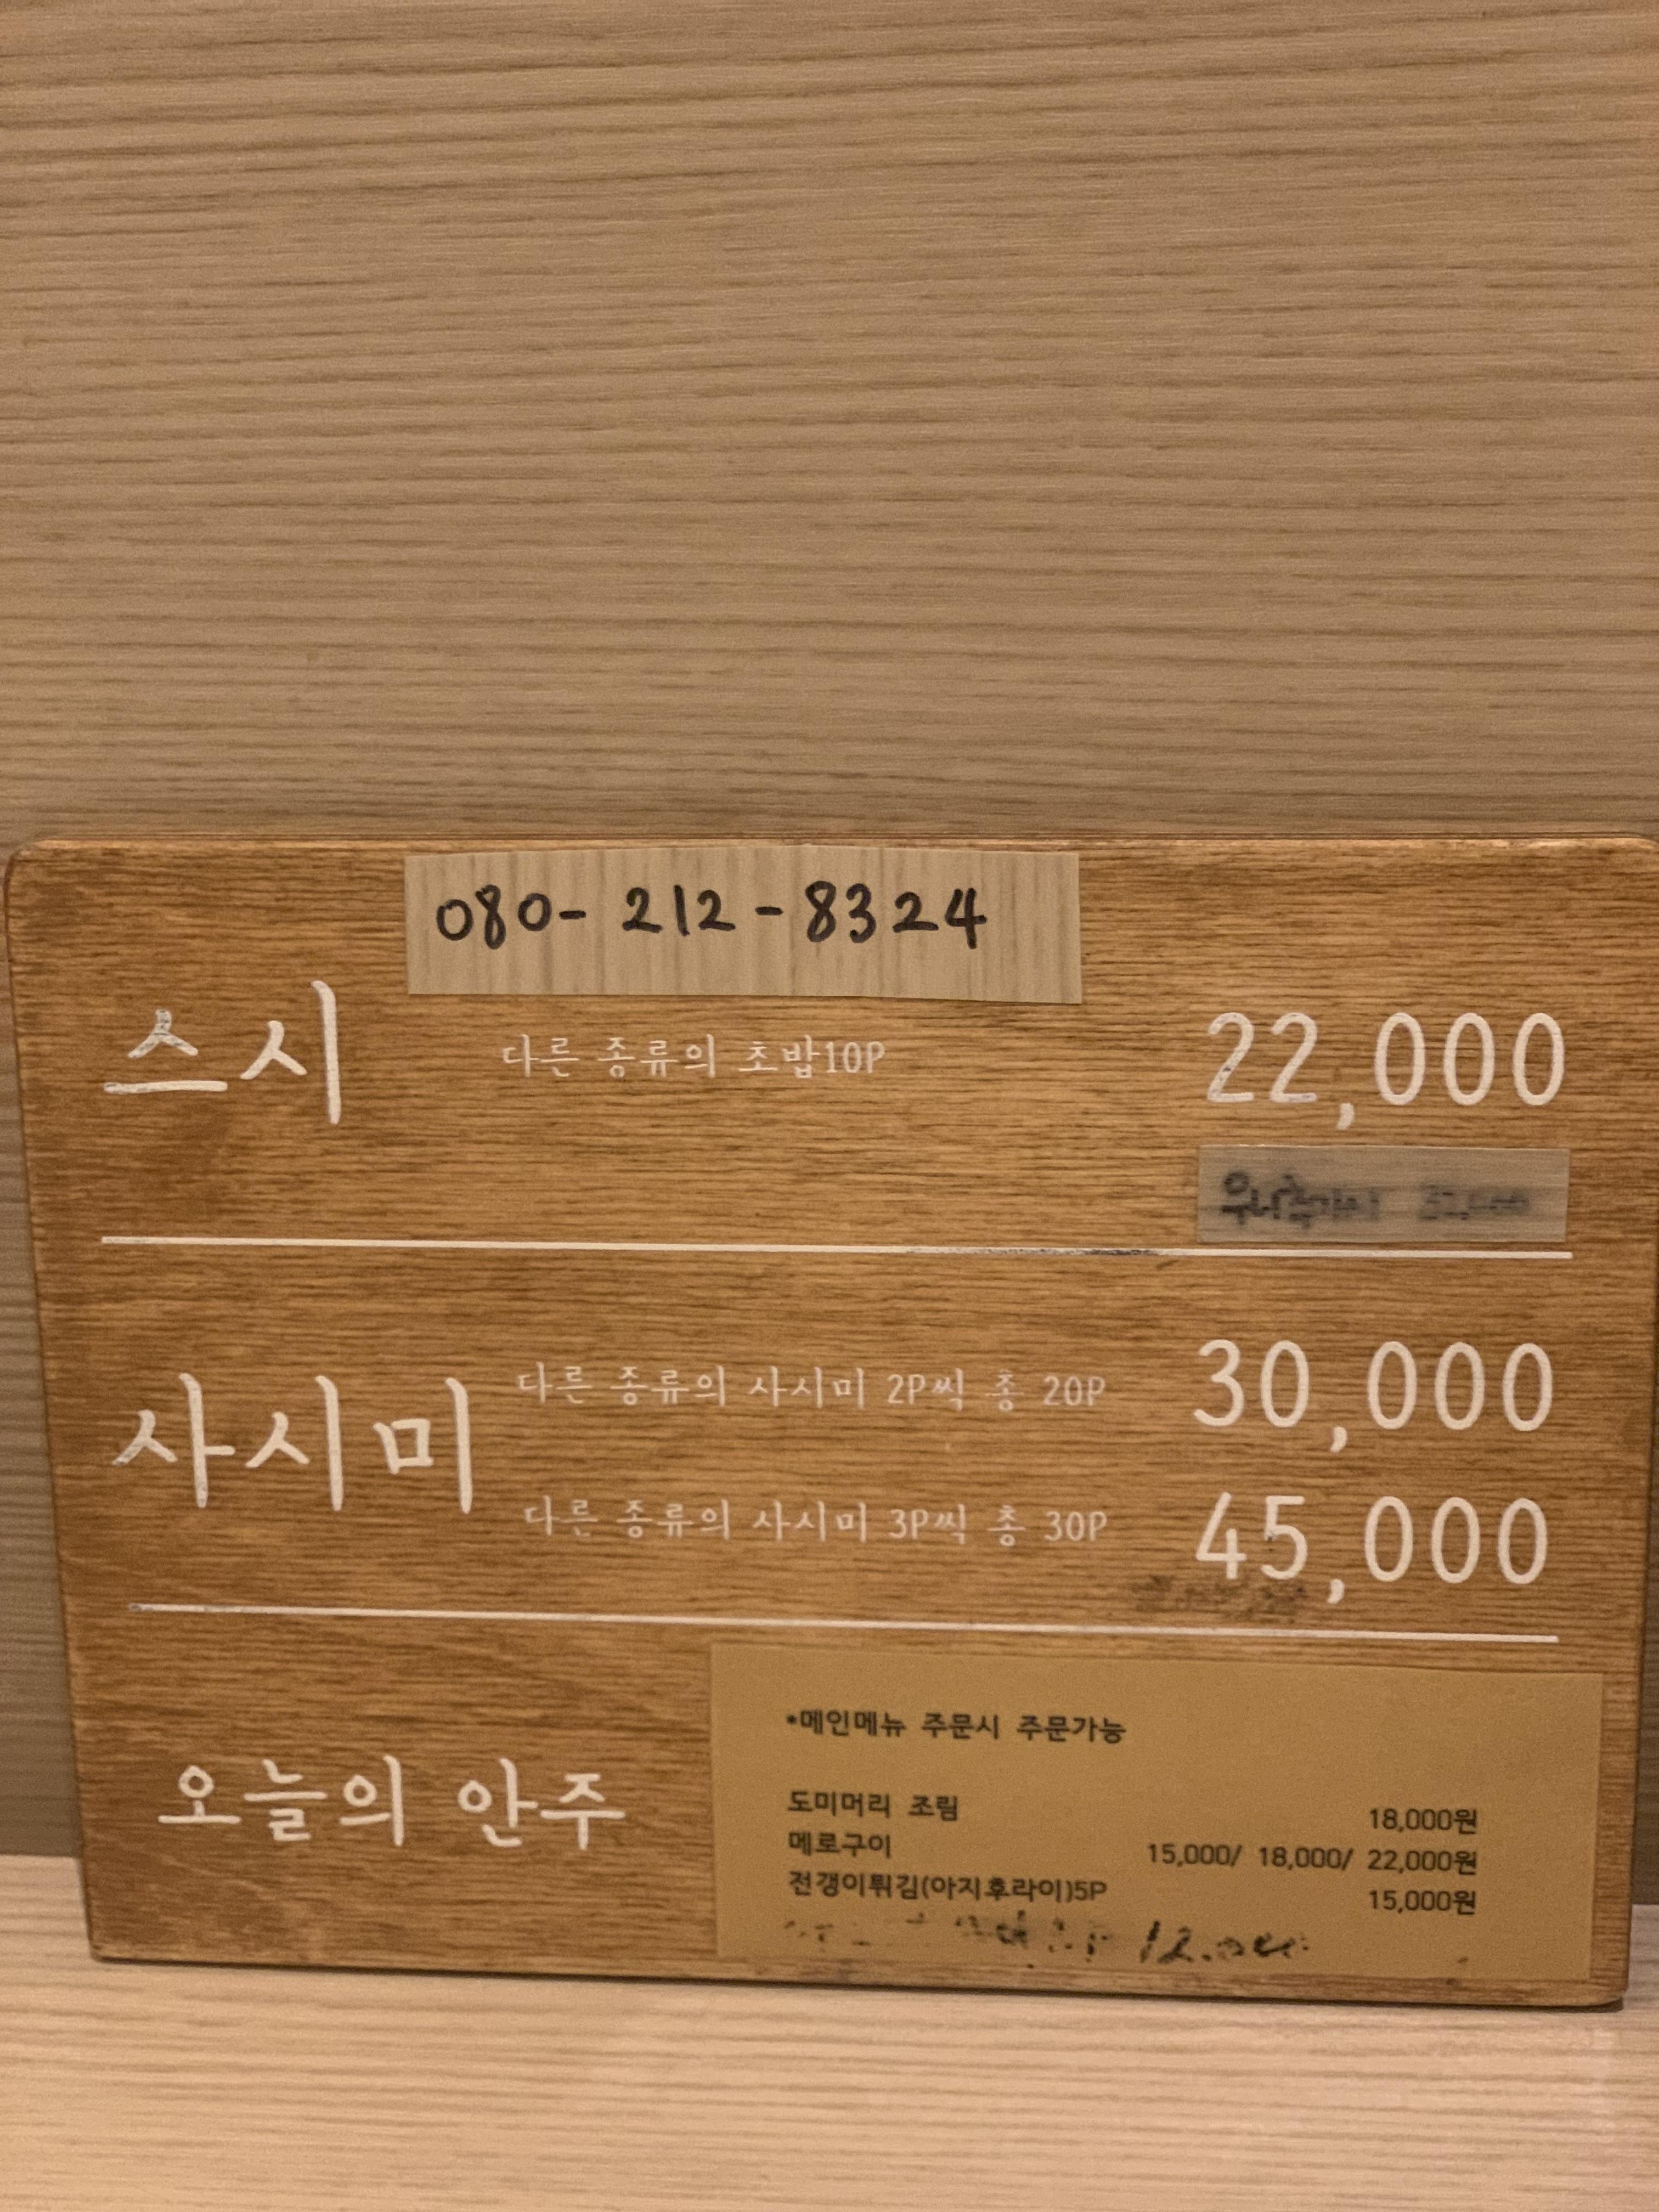 080-212-8324
스시 다른 종류의 초밥10P 22,000
사시미 다른 종류의 사시미 2P씩 총 20P 30,000
다른 종류의 사시미 3P씩 총 30P 45,000
오늘의 안주
*메인메뉴 주문시 주문가능
도미머리 조림 18,000원
메로구이 15,000/ 18,000/ 22,000원
전갱이튀김(아지후라이)5P 15,000원